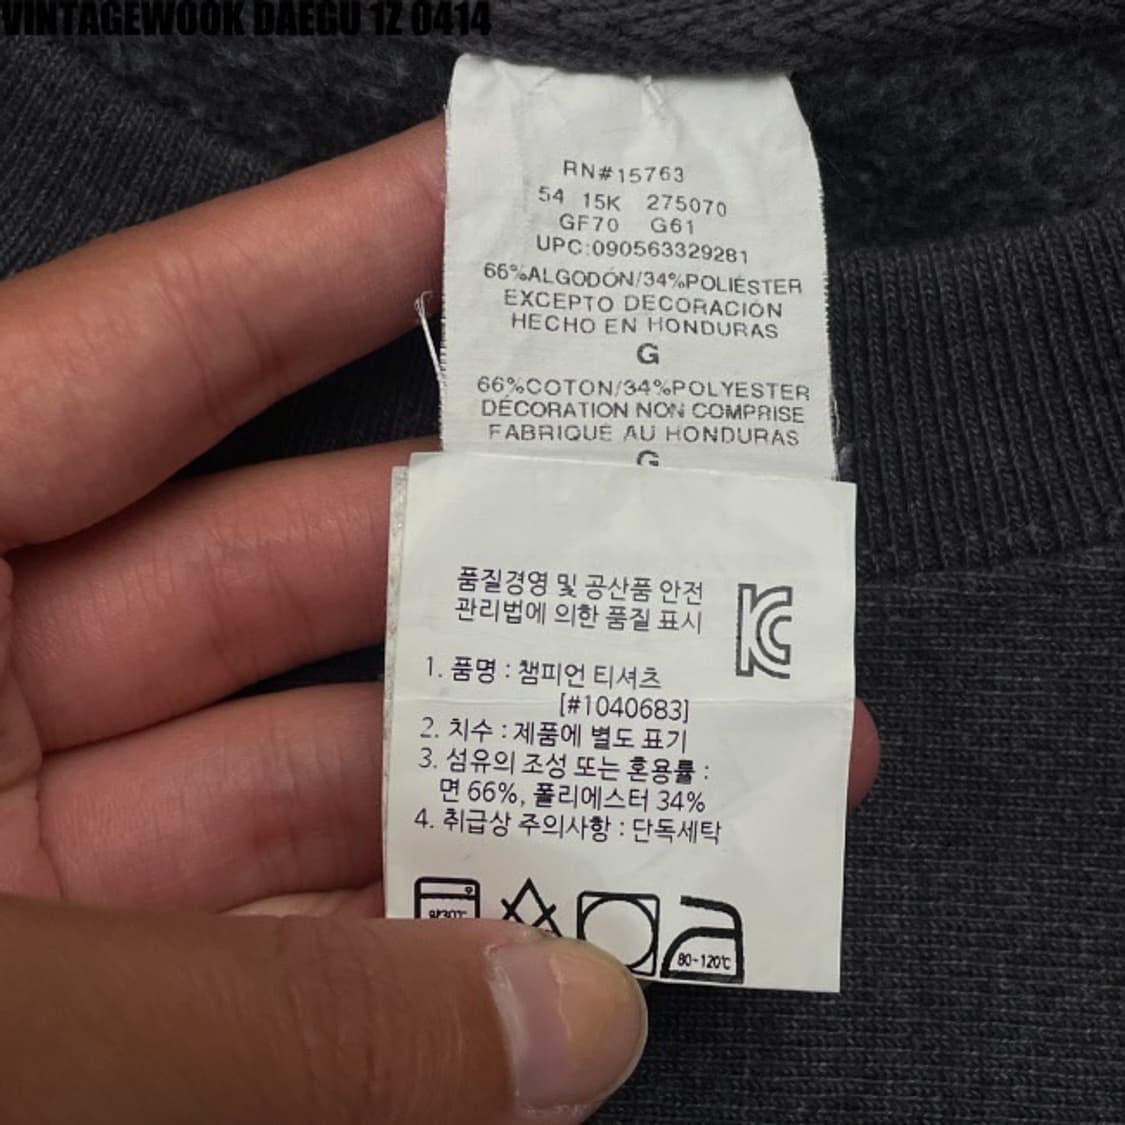 VINTAGEWOOK DAEGU 1Z 0414
RN#15763
54 15K 275070
GF70 G61
UPC:090563329281
66%ALGODÓN/34%POLIÉSTER
EXCEPTO DECORACIÓN
HECHO EN HONDURAS
G
66%COTON/34%POLYESTER
DÉCORATION NON COMPRISE
FABRIQUÉ AU HONDURAS
G
품질경영 및 공산품 안전
관리법에 의한 품질 표시
1. 품명 : 챔피언 티셔츠
[#1040683]
2. 치수 : 제품에 별도 표기
3. 섬유의 조성 또는 혼용률 :
면 66%, 폴리에스터 34%
4. 취급상 주의사항 : 단독세탁
80~120℃